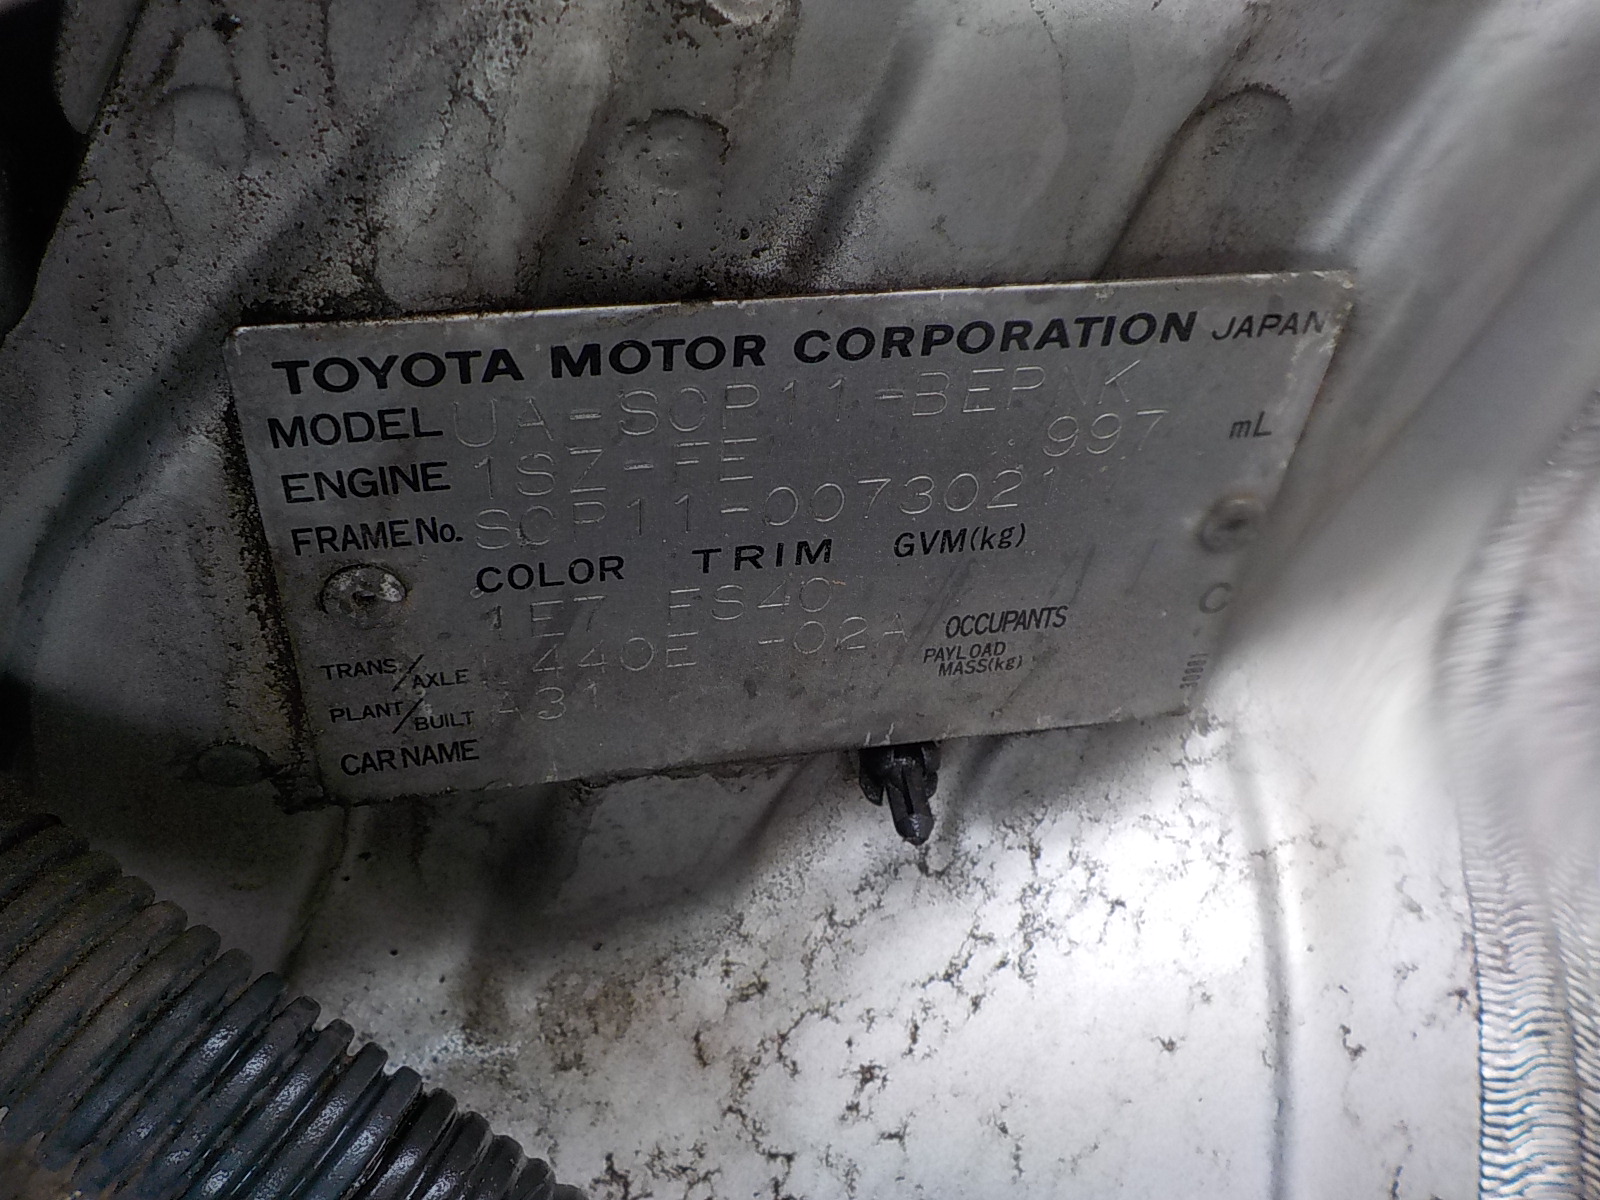 TOYOTA MOTOR CORPORATION JAPAN
MODEL UA-SCP11-BEPNK
ENGINE 1SZ-FE 997 mL
FRAME No. SCP11-0073021
COLOR TRIM GVM(kg)
1E7 FS40
OCCUPANTS
TRANS/AXLE U440E -02A
PAYLOAD MASS(kg)
PLANT/BUILT A31
CAR NAME
C